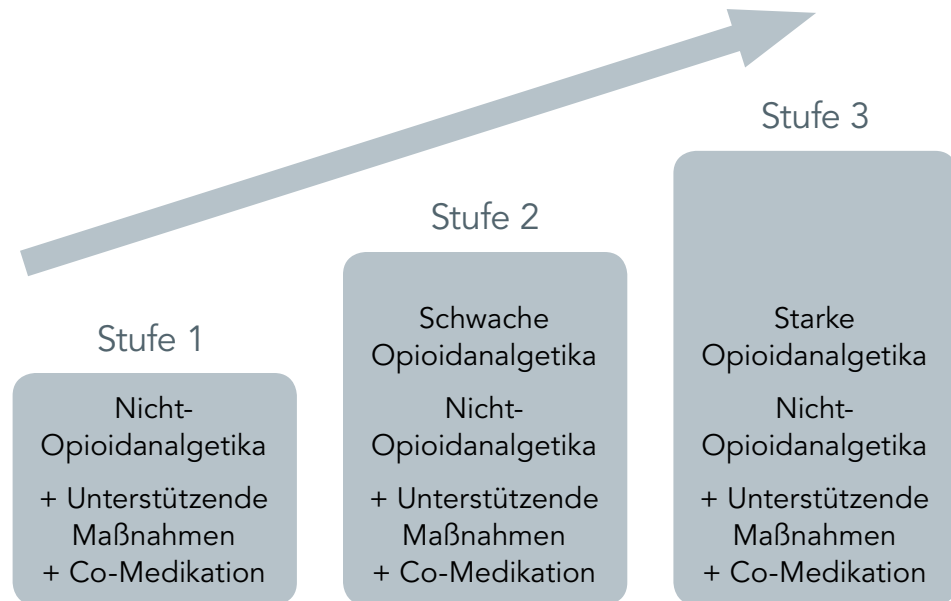 Stufe 1
Nicht-
Opioidanalgetika
+ Unterstützende
Maßnahmen
+ Co-Medikation
Stufe 2
Schwache
Opioidanalgetika
Nicht-
Opioidanalgetika
+ Unterstützende
Maßnahmen
+ Co-Medikation
Stufe 3
Starke
Opioidanalgetika
Nicht-
Opioidanalgetika
+ Unterstützende
Maßnahmen
+ Co-Medikation